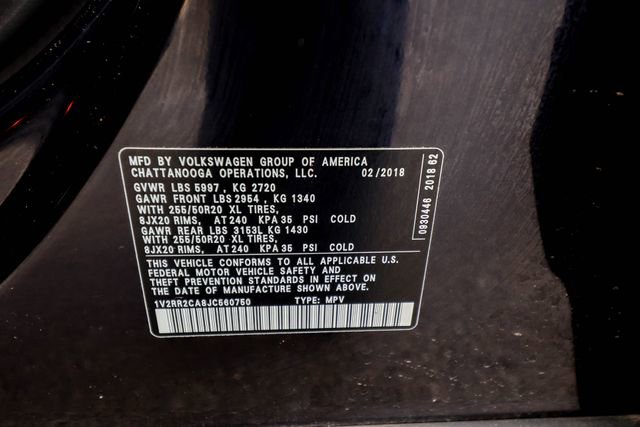 MFD BY VOLKSWAGEN GROUP OF AMERICA
CHATTANOOGA OPERATIONS, LLC. 02/2018
GVWR LBS 5997, KG 2720
GAWR FRONT LBS 2954, KG 1340
WITH 255/50R20 XL TIRES,
8JX20 RIMS, AT 240 KPA 35 PSI COLD
GAWR REAR LBS 3153L KG 1430
WITH 255/50R20 XL TIRES,
8JX20 RIMS, AT 240 KPA 35 PSI COLD
THIS VEHICLE CONFORMS TO ALL APPLICABLE U.S.
FEDERAL MOTOR VEHICLE SAFETY AND
THEFT PREVENTION STANDARDS IN EFFECT ON
THE DATE OF MANUFACTURE SHOWN ABOVE.
1V2RR2CA8JC560750 TYPE: MPV
0930446 2018 62